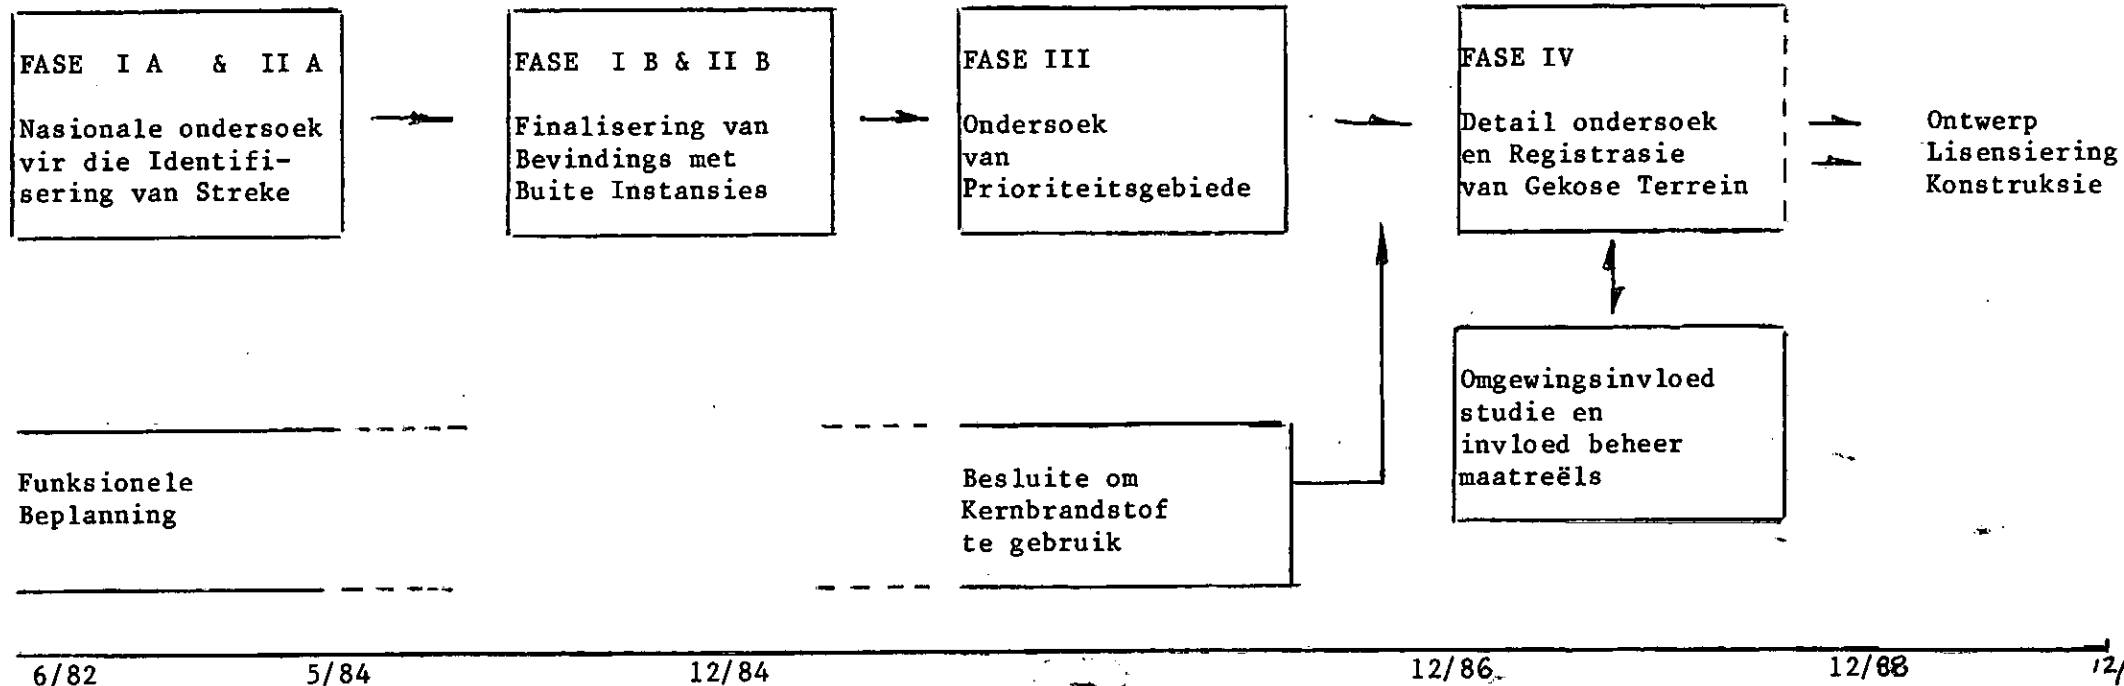 FASE I A & II A
Nasionale ondersoek
vir die Identifi-
sering van Streke
FASE I B & II B
Finalisering van
Bevindings met
Buite Instansies
FASE III
Ondersoek
van
Prioriteitsgebiede
FASE IV
Detail ondersoek
en Registrasie
van Gekose Terrein
Ontwerp
Lisensiering
Konstruksie
Omgewingsinvloed
studie en
invloed beheer
maatreëls
Funksionele
Beplanning
Besluite om
Kernbrandstof
te gebruik
6/82 5/84 12/84 12/86 12/88 12/